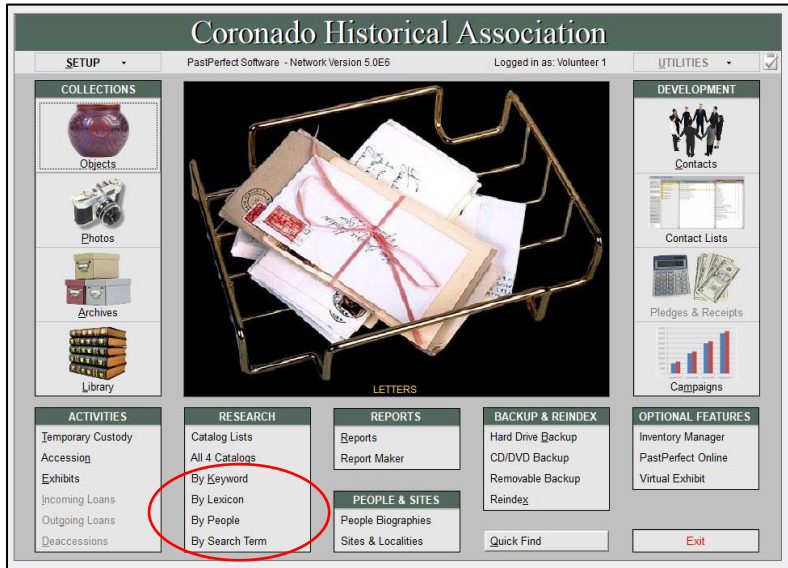 Coronado Historical Association
SETUP
PastPerfect Software - Network Version 5.0E6
Logged in as: Volunteer 1
UTILITIES
COLLECTIONS
Objects
Photos
Archives
Library
LETTERS
DEVELOPMENT
Contacts
Contact Lists
Pledges & Receipts
Campaigns
ACTIVITIES
Temporary Custody
Accession
Exhibits
Incoming Loans
Outgoing Loans
Deaccessions
RESEARCH
Catalog Lists
All 4 Catalogs
By Keyword
By Lexicon
By People
By Search Term
REPORTS
Reports
Report Maker
PEOPLE & SITES
People Biographies
Sites & Localities
BACKUP & REINDEX
Hard Drive Backup
CD/DVD Backup
Removable Backup
Reindex
Quick Find
OPTIONAL FEATURES
Inventory Manager
PastPerfect Online
Virtual Exhibit
Exit